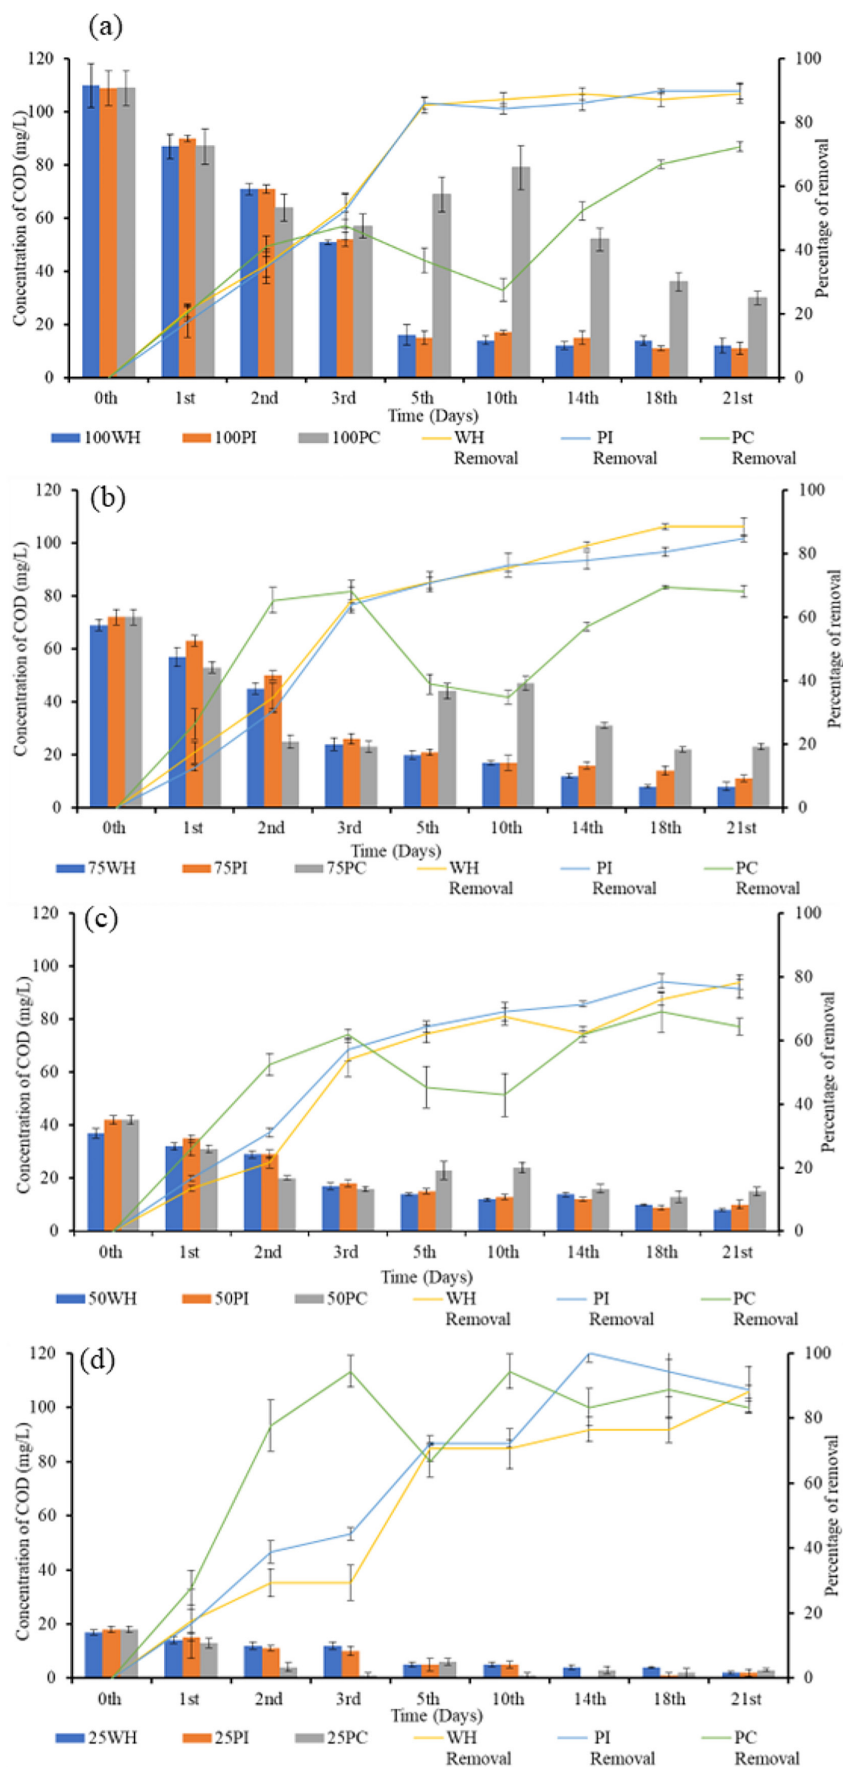 (a)
Concentration of COD (mg/L)
120
100
80
60
40
20
0
100
80
60
40
20
0
Percentage of removal
0th 1st 2nd 3rd 5th 10th 14th 18th 21st
Time (Days)
100WH 100PI 100PC WH Removal PI Removal PC Removal
(b)
Concentration of COD (mg/L)
120
100
80
60
40
20
0
100
80
60
40
20
0
Percentage of removal
0th 1st 2nd 3rd 5th 10th 14th 18th 21st
Time (Days)
75WH 75PI 75PC WH Removal PI Removal PC Removal
(c)
Concentration of COD (mg/L)
120
100
80
60
40
20
0
100
80
60
40
20
0
Percentage of removal
0th 1st 2nd 3rd 5th 10th 14th 18th 21st
Time (Days)
50WH 50PI 50PC WH Removal PI Removal PC Removal
(d)
Concentration of COD (mg/L)
120
100
80
60
40
20
0
100
80
60
40
20
0
Percentage of removal
0th 1st 2nd 3rd 5th 10th 14th 18th 21st
Time (Days)
25WH 25PI 25PC WH Removal PI Removal PC Removal